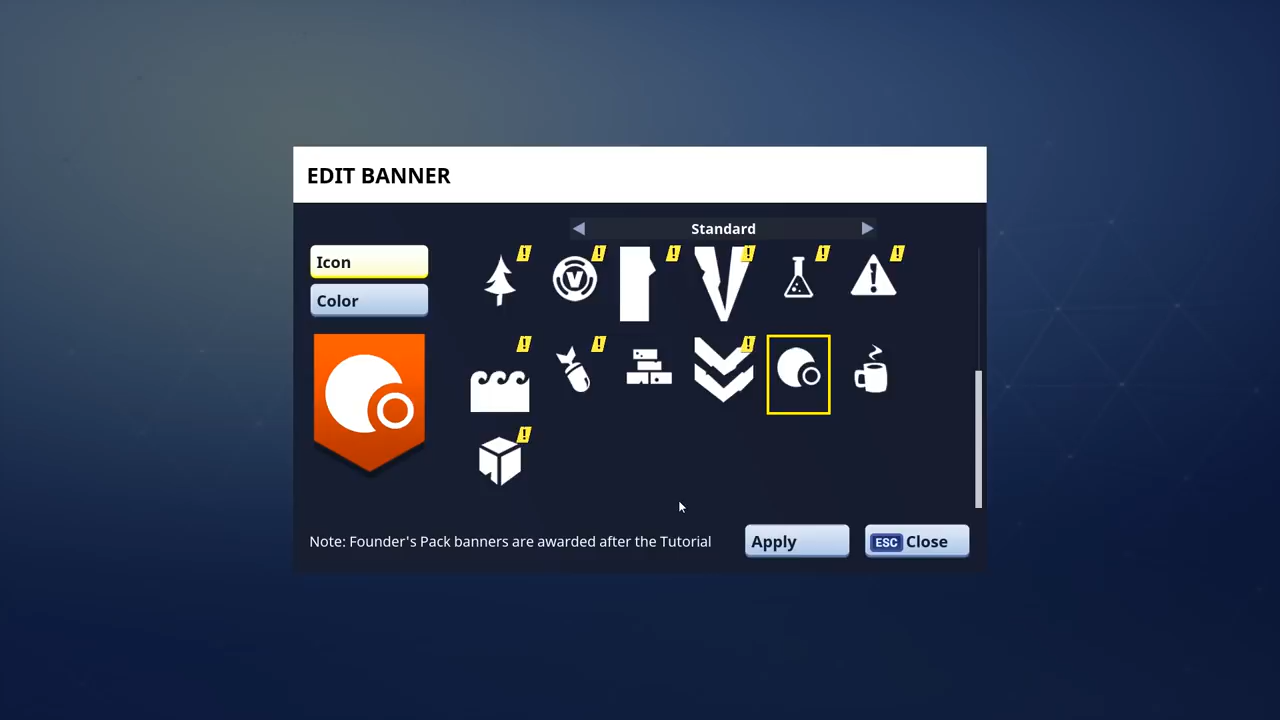 EDIT BANNER
Standard
Icon
Color
V
Note: Founder's Pack banners are awarded after the Tutorial
Apply
ESC Close